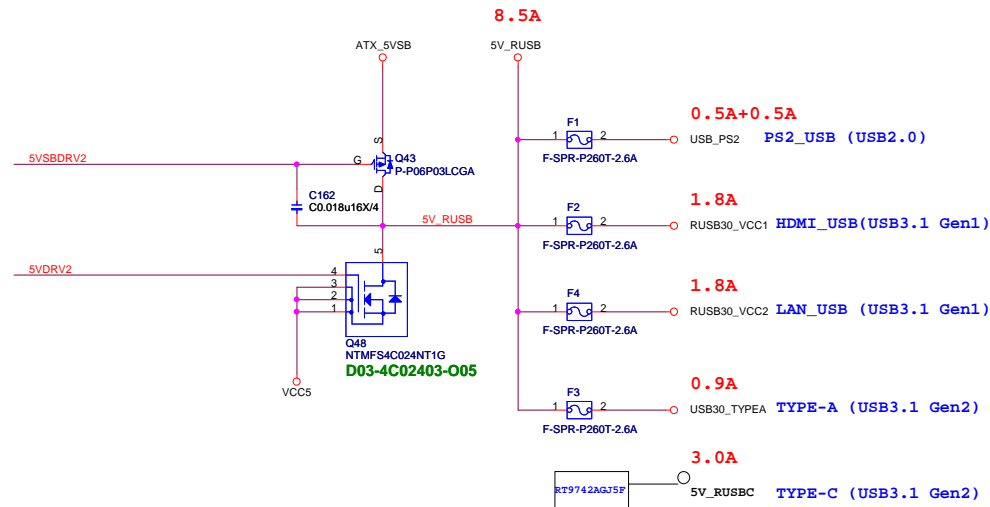 8.5A
ATX_5VSB
5V_RUSB
0.5A+0.5A
F1
1 2
USB_PS2
PS2_USB (USB2.0)
F-SPR-P260T-2.6A
5VSBDRV2
S
G
D
Q43
P-P06P03LCGA
C162
C0.018u16X/4
5V_RUSB
1.8A
F2
1 2
RUSB30_VCC1
HDMI_USB(USB3.1 Gen1)
F-SPR-P260T-2.6A
5VDRV2
5
4
3
2
1
Q48
NTMFS4C024NT1G
D03-4C02403-O05
VCC5
1.8A
F4
1 2
RUSB30_VCC2
LAN_USB (USB3.1 Gen1)
F-SPR-P260T-2.6A
0.9A
F3
1 2
USB30_TYPEA
TYPE-A (USB3.1 Gen2)
F-SPR-P260T-2.6A
3.0A
RT9742AGJ5F
5V_RUSBC
TYPE-C (USB3.1 Gen2)